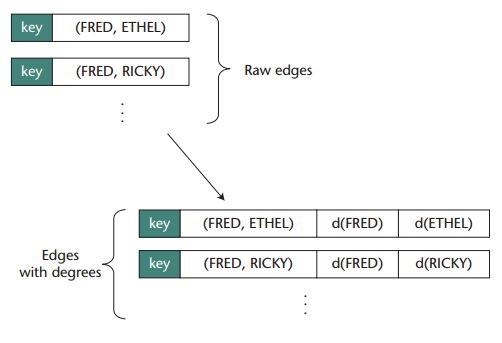 key (FRED, ETHEL)
key (FRED, RICKY)
Raw edges
key (FRED, ETHEL) d(FRED) d(ETHEL)
key (FRED, RICKY) d(FRED) d(RICKY)
Edges
with degrees